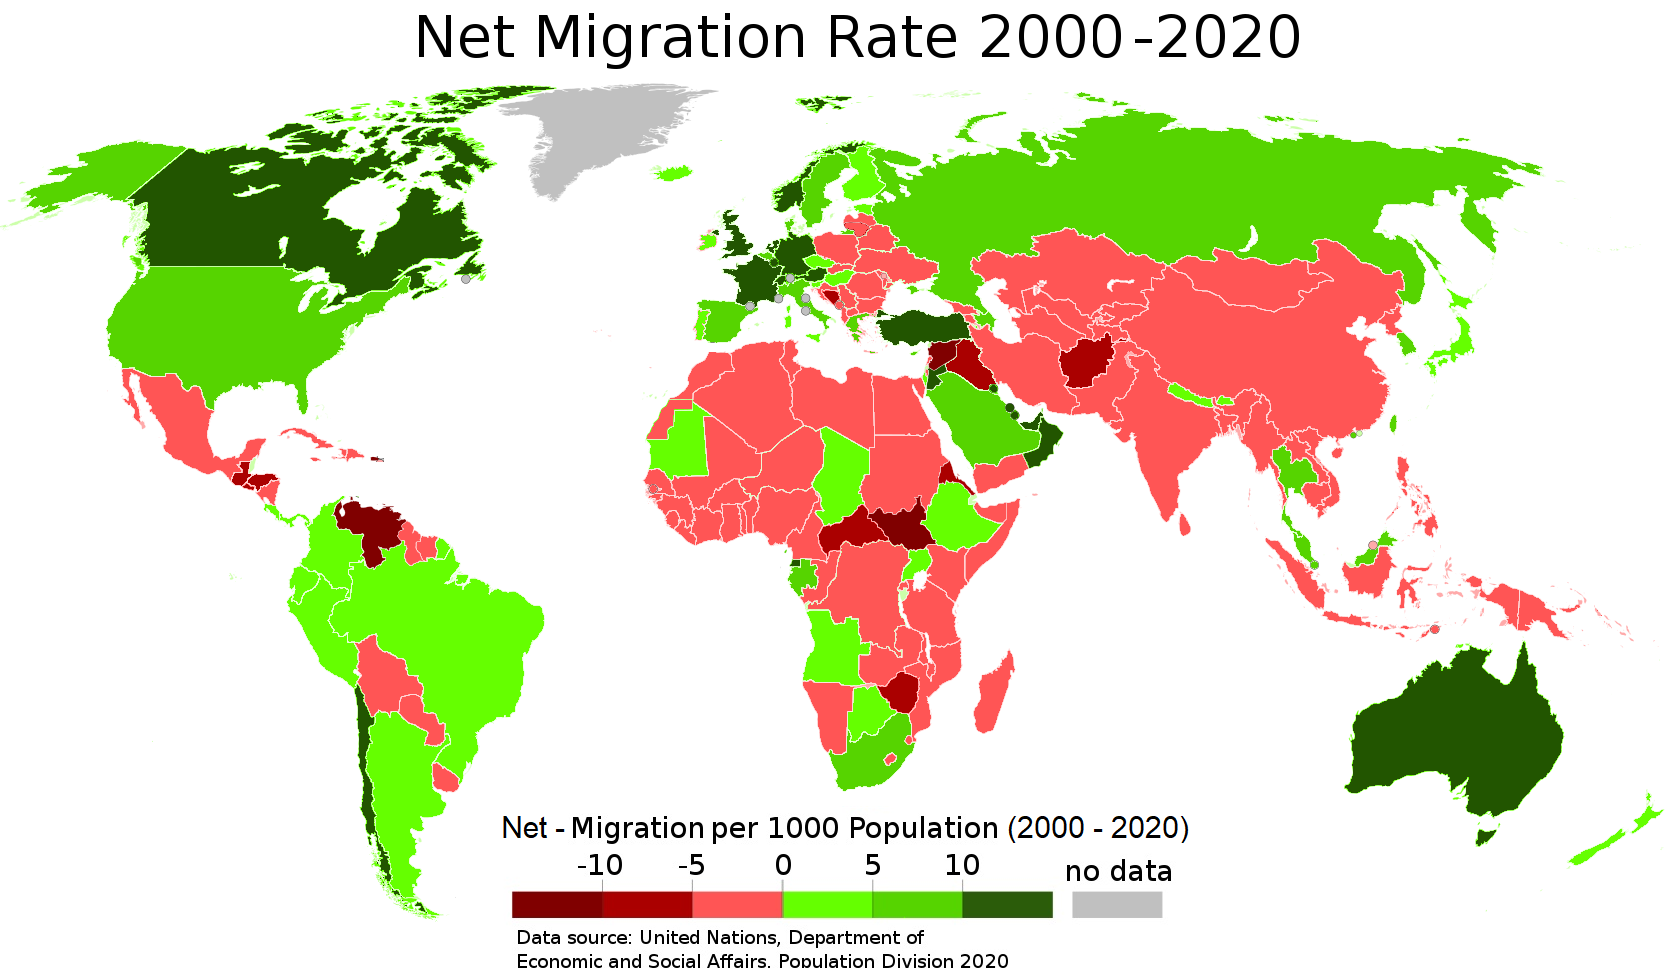 Net Migration Rate 2000-2020
Net - Migration per 1000 Population (2000 - 2020)
-10 -5 0 5 10 no data
Data source: United Nations, Department of
Economic and Social Affairs. Population Division 2020